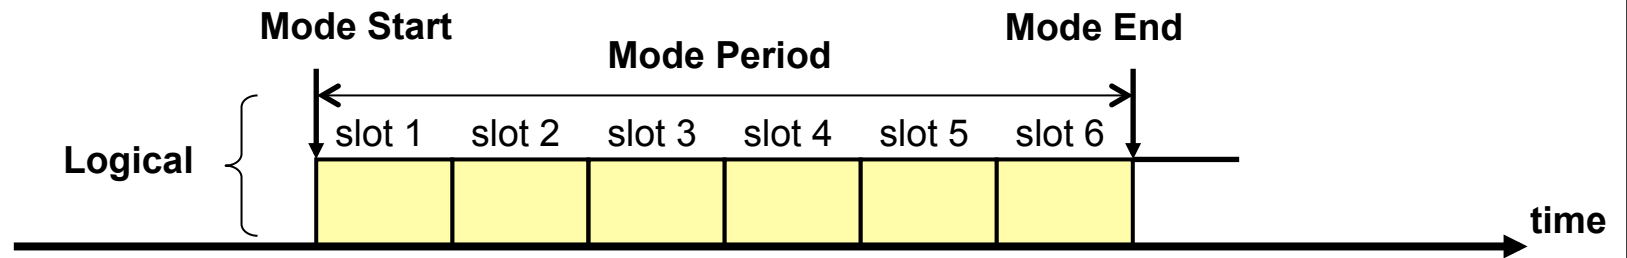 Mode Start
Mode End
Mode Period
slot 1 slot 2 slot 3 slot 4 slot 5 slot 6
Logical
time